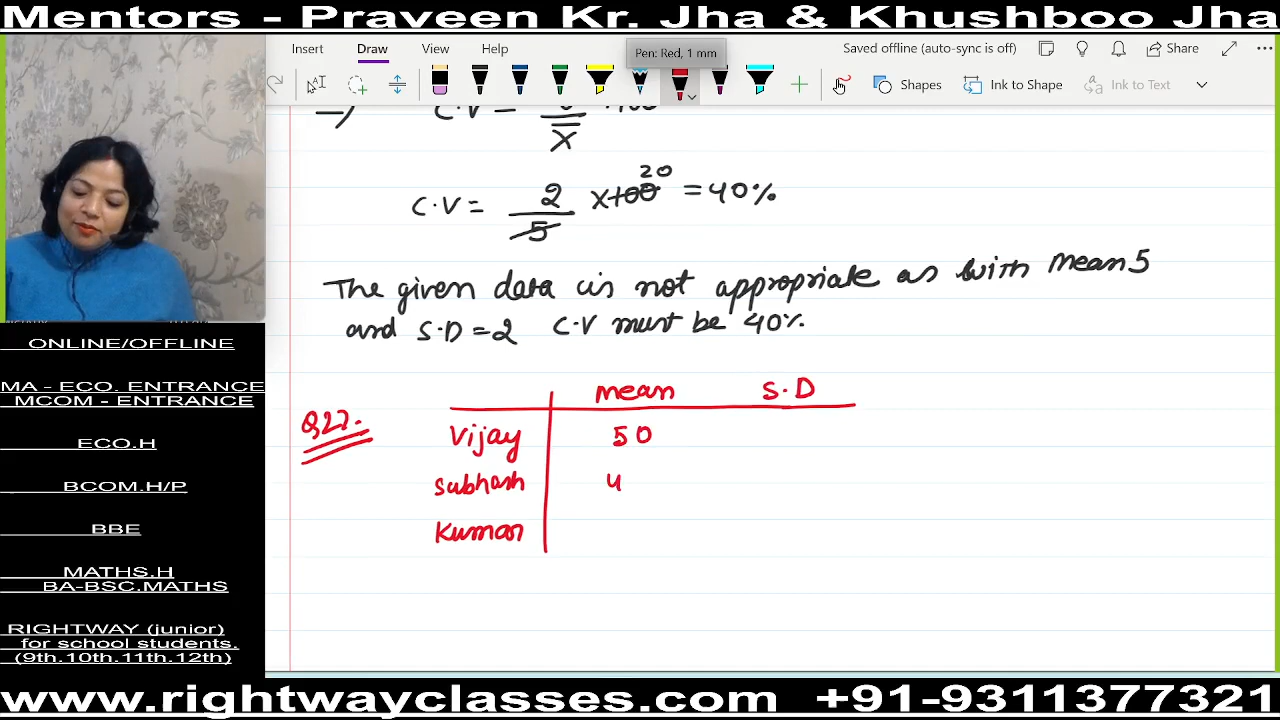 Mentors - Praveen Kr. Jha & Khushboo Jha
Insert Draw View Help
Pen: Red, 1 mm
Saved offline (auto-sync is off)
Share
Shapes
Ink to Shape
Ink to Text
C.V =
X
C.V = 2/5 x100 20 = 40%
The given data is not appropriate as with Mean 5
and S.D = 2 C.V must be 40%.
mean S.D
Q27.
Vijay 50
Subhash 4
Kumar
ONLINE/OFFLINE
MA - ECO. ENTRANCE
MCOM - ENTRANCE
ECO.H
BCOM.H/P
BBE
MATHS.H
BA-BSC.MATHS
RIGHTWAY (junior)
for school students.
(9th.10th.11th.12th)
www.rightwayclasses.com +91-9311377321